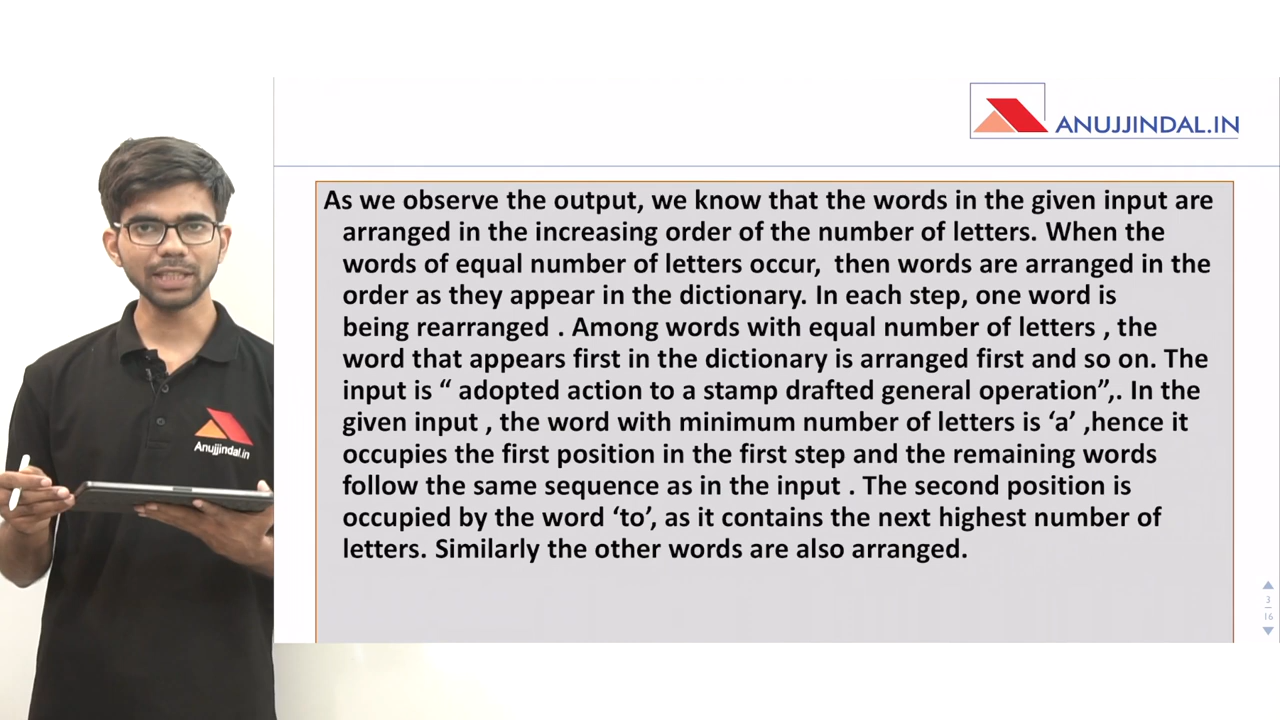 ANUJJINDAL.IN
As we observe the output, we know that the words in the given input are
arranged in the increasing order of the number of letters. When the
words of equal number of letters occur, then words are arranged in the
order as they appear in the dictionary. In each step, one word is
being rearranged . Among words with equal number of letters , the
word that appears first in the dictionary is arranged first and so on. The
input is “ adopted action to a stamp drafted general operation”,. In the
given input , the word with minimum number of letters is ‘a’ ,hence it
occupies the first position in the first step and the remaining words
follow the same sequence as in the input . The second position is
occupied by the word ‘to’, as it contains the next highest number of
letters. Similarly the other words are also arranged.
Anujjindal.in
3
16